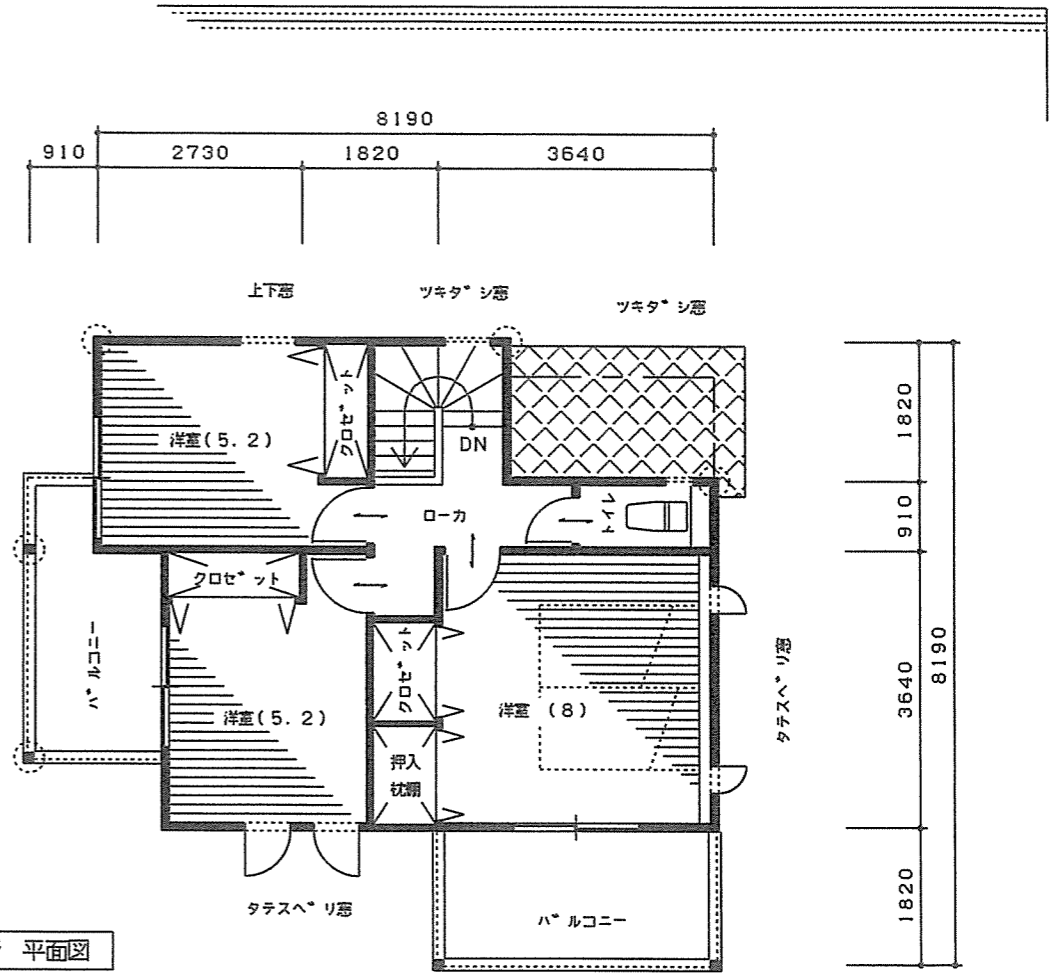 8190
910 2730 1820 3640
上下窓 ツキダシ窓 ツキダシ窓
クロゼット
洋室(5.2)
DN
1820
ローカ
トイレ
910
クロゼット
バルコニー
洋室(5.2)
クロゼット
洋室 (8)
タテスベリ窓
3640
8190
押入
枕棚
タテスベリ窓
バルコニー
1820
平面図